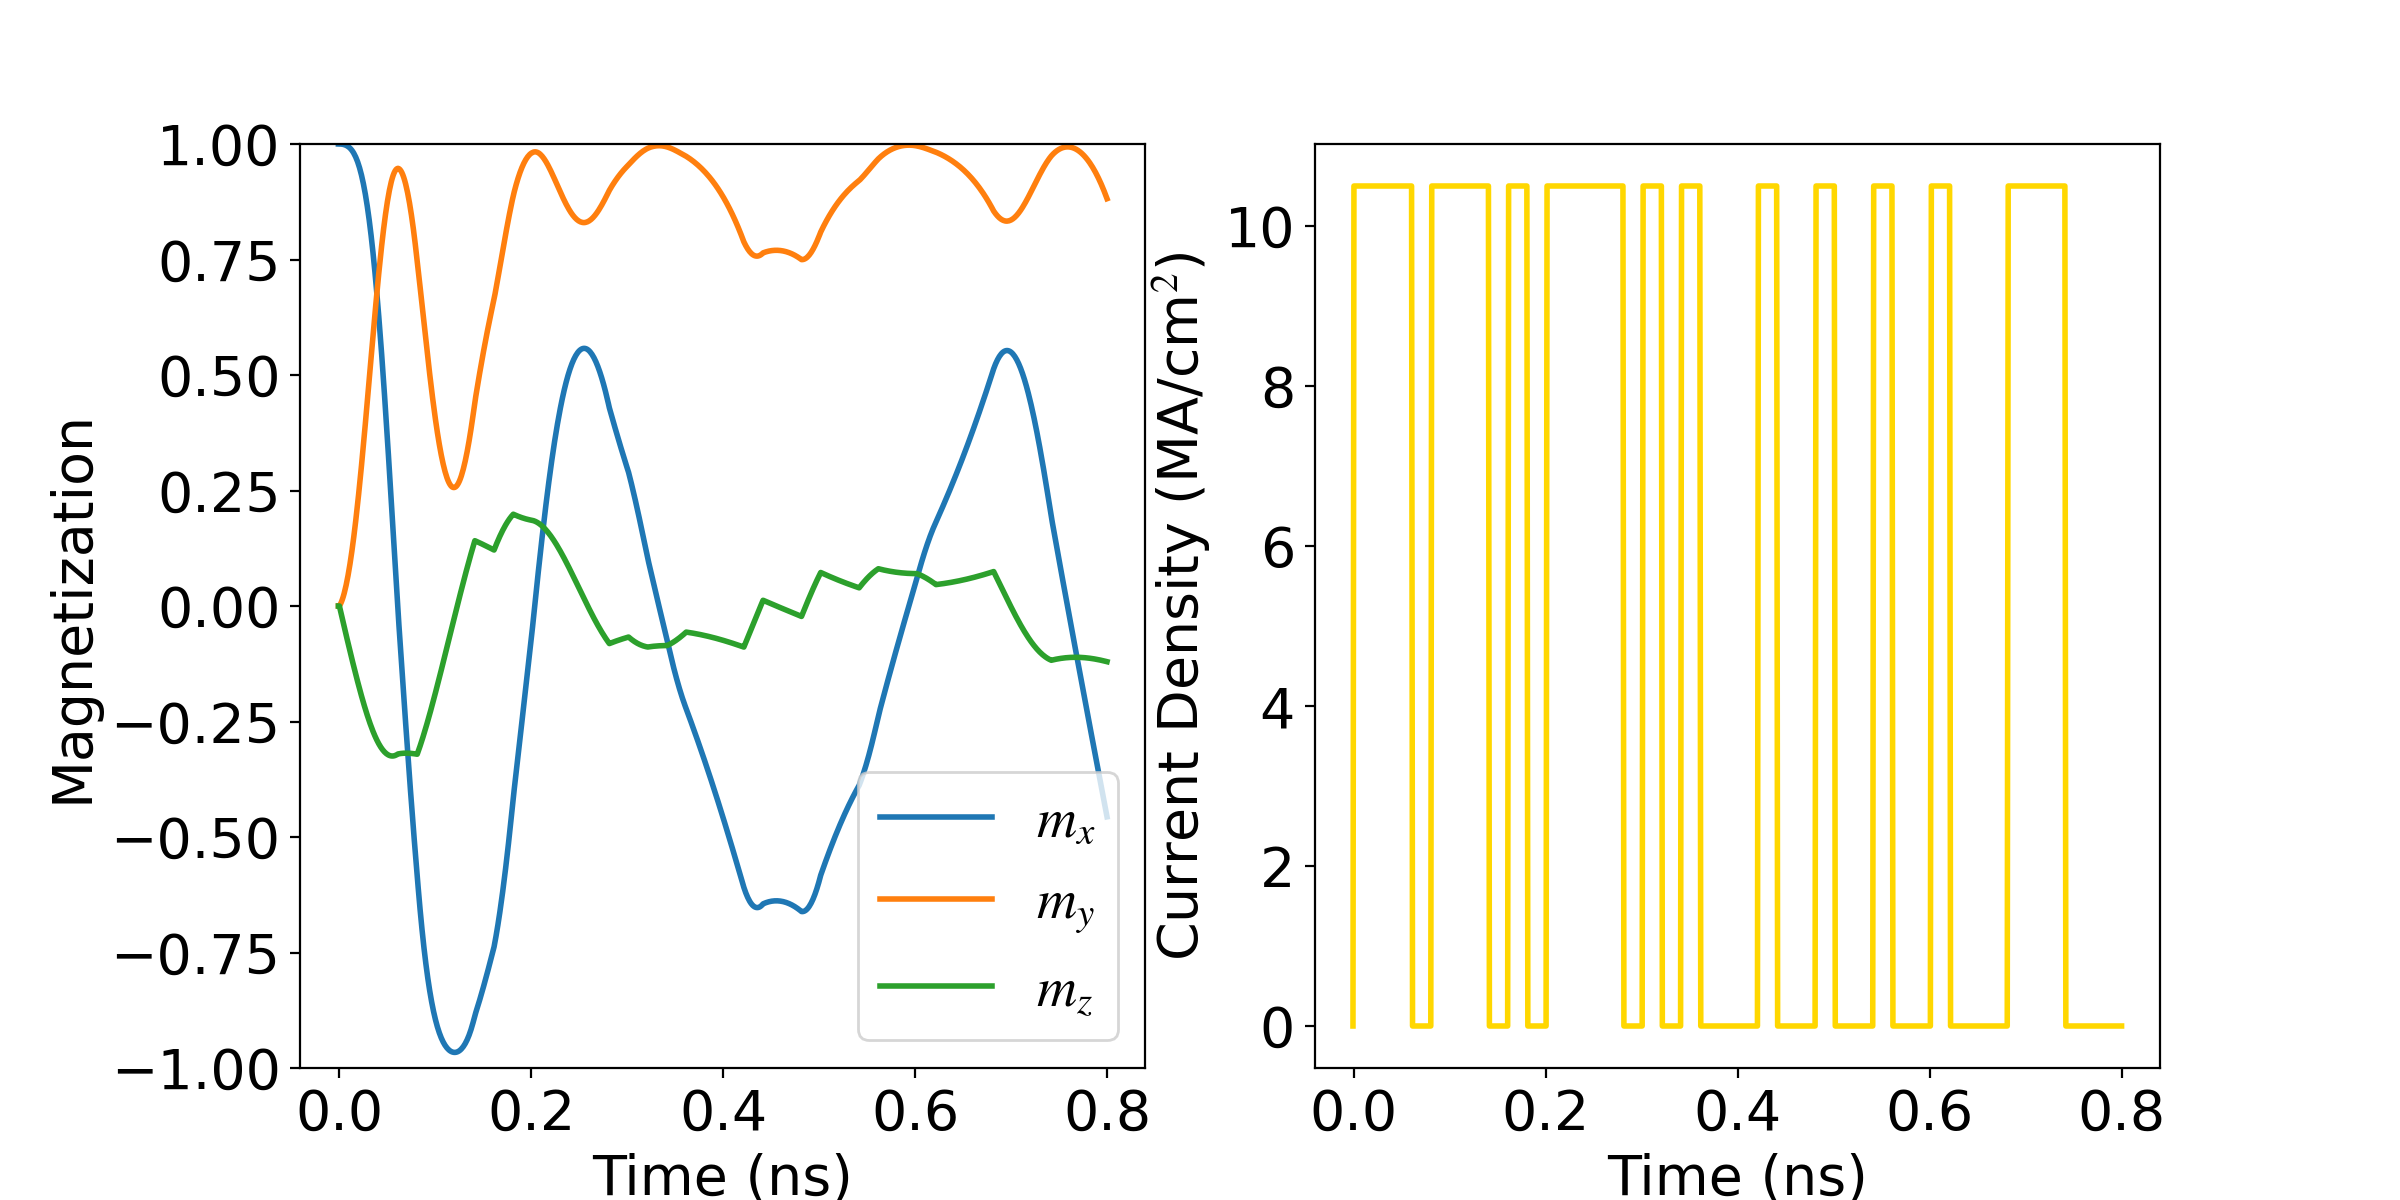 Magnetization
1.00
0.75
0.50
0.25
0.00
−0.25
−0.50
−0.75
−1.00
0.0 0.2 0.4 0.6 0.8
Time (ns)
m_x
m_y
m_z
Current Density (MA/cm²)
10
8
6
4
2
0
0.0 0.2 0.4 0.6 0.8
Time (ns)